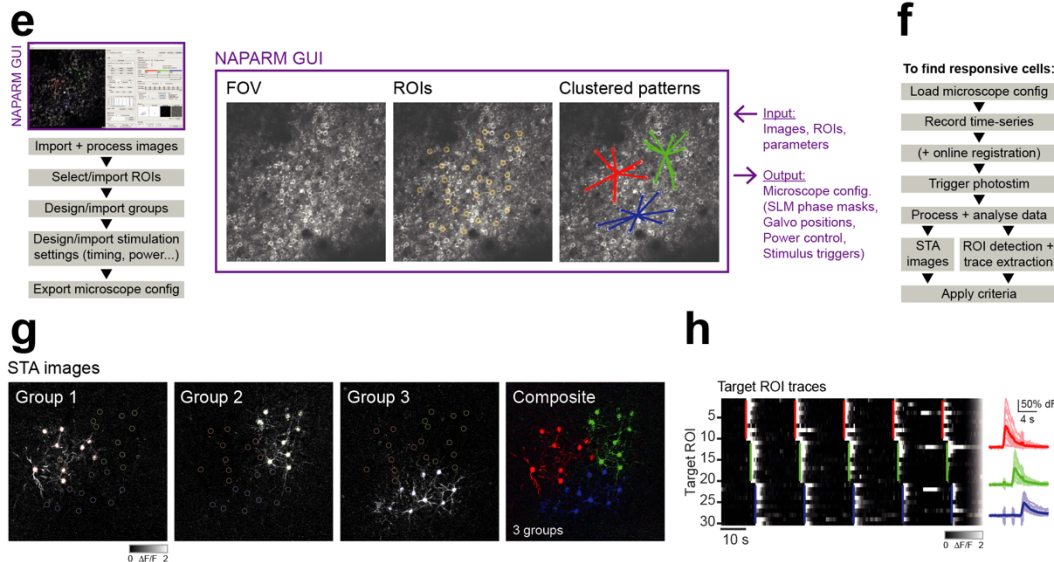 e
NAPARM GUI
Import + process images
Select/import ROIs
Design/import groups
Design/import stimulation
settings (timing, power...)
Export microscope config
NAPARM GUI
FOV
ROIs
Clustered patterns
Input:
Images, ROIs,
parameters
Output:
Microscope config.
(SLM phase masks,
Galvo positions,
Power control,
Stimulus triggers)
f
To find responsive cells:
Load microscope config
Record time-series
(+ online registration)
Trigger photostim
Process + analyse data
STA
images
ROI detection +
trace extraction
Apply criteria
g
STA images
Group 1
Group 2
Group 3
Composite
3 groups
0 ΔF/F 2
h
Target ROI traces
Target ROI
5
10
15
20
25
30
10 s
50% dF
4 s
0 ΔF/F 2